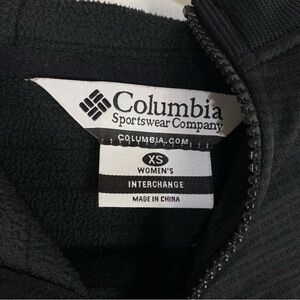 Columbia
Sportswear Company
COLUMBIA.COM
XS
WOMEN'S
INTERCHANGE
MADE IN CHINA